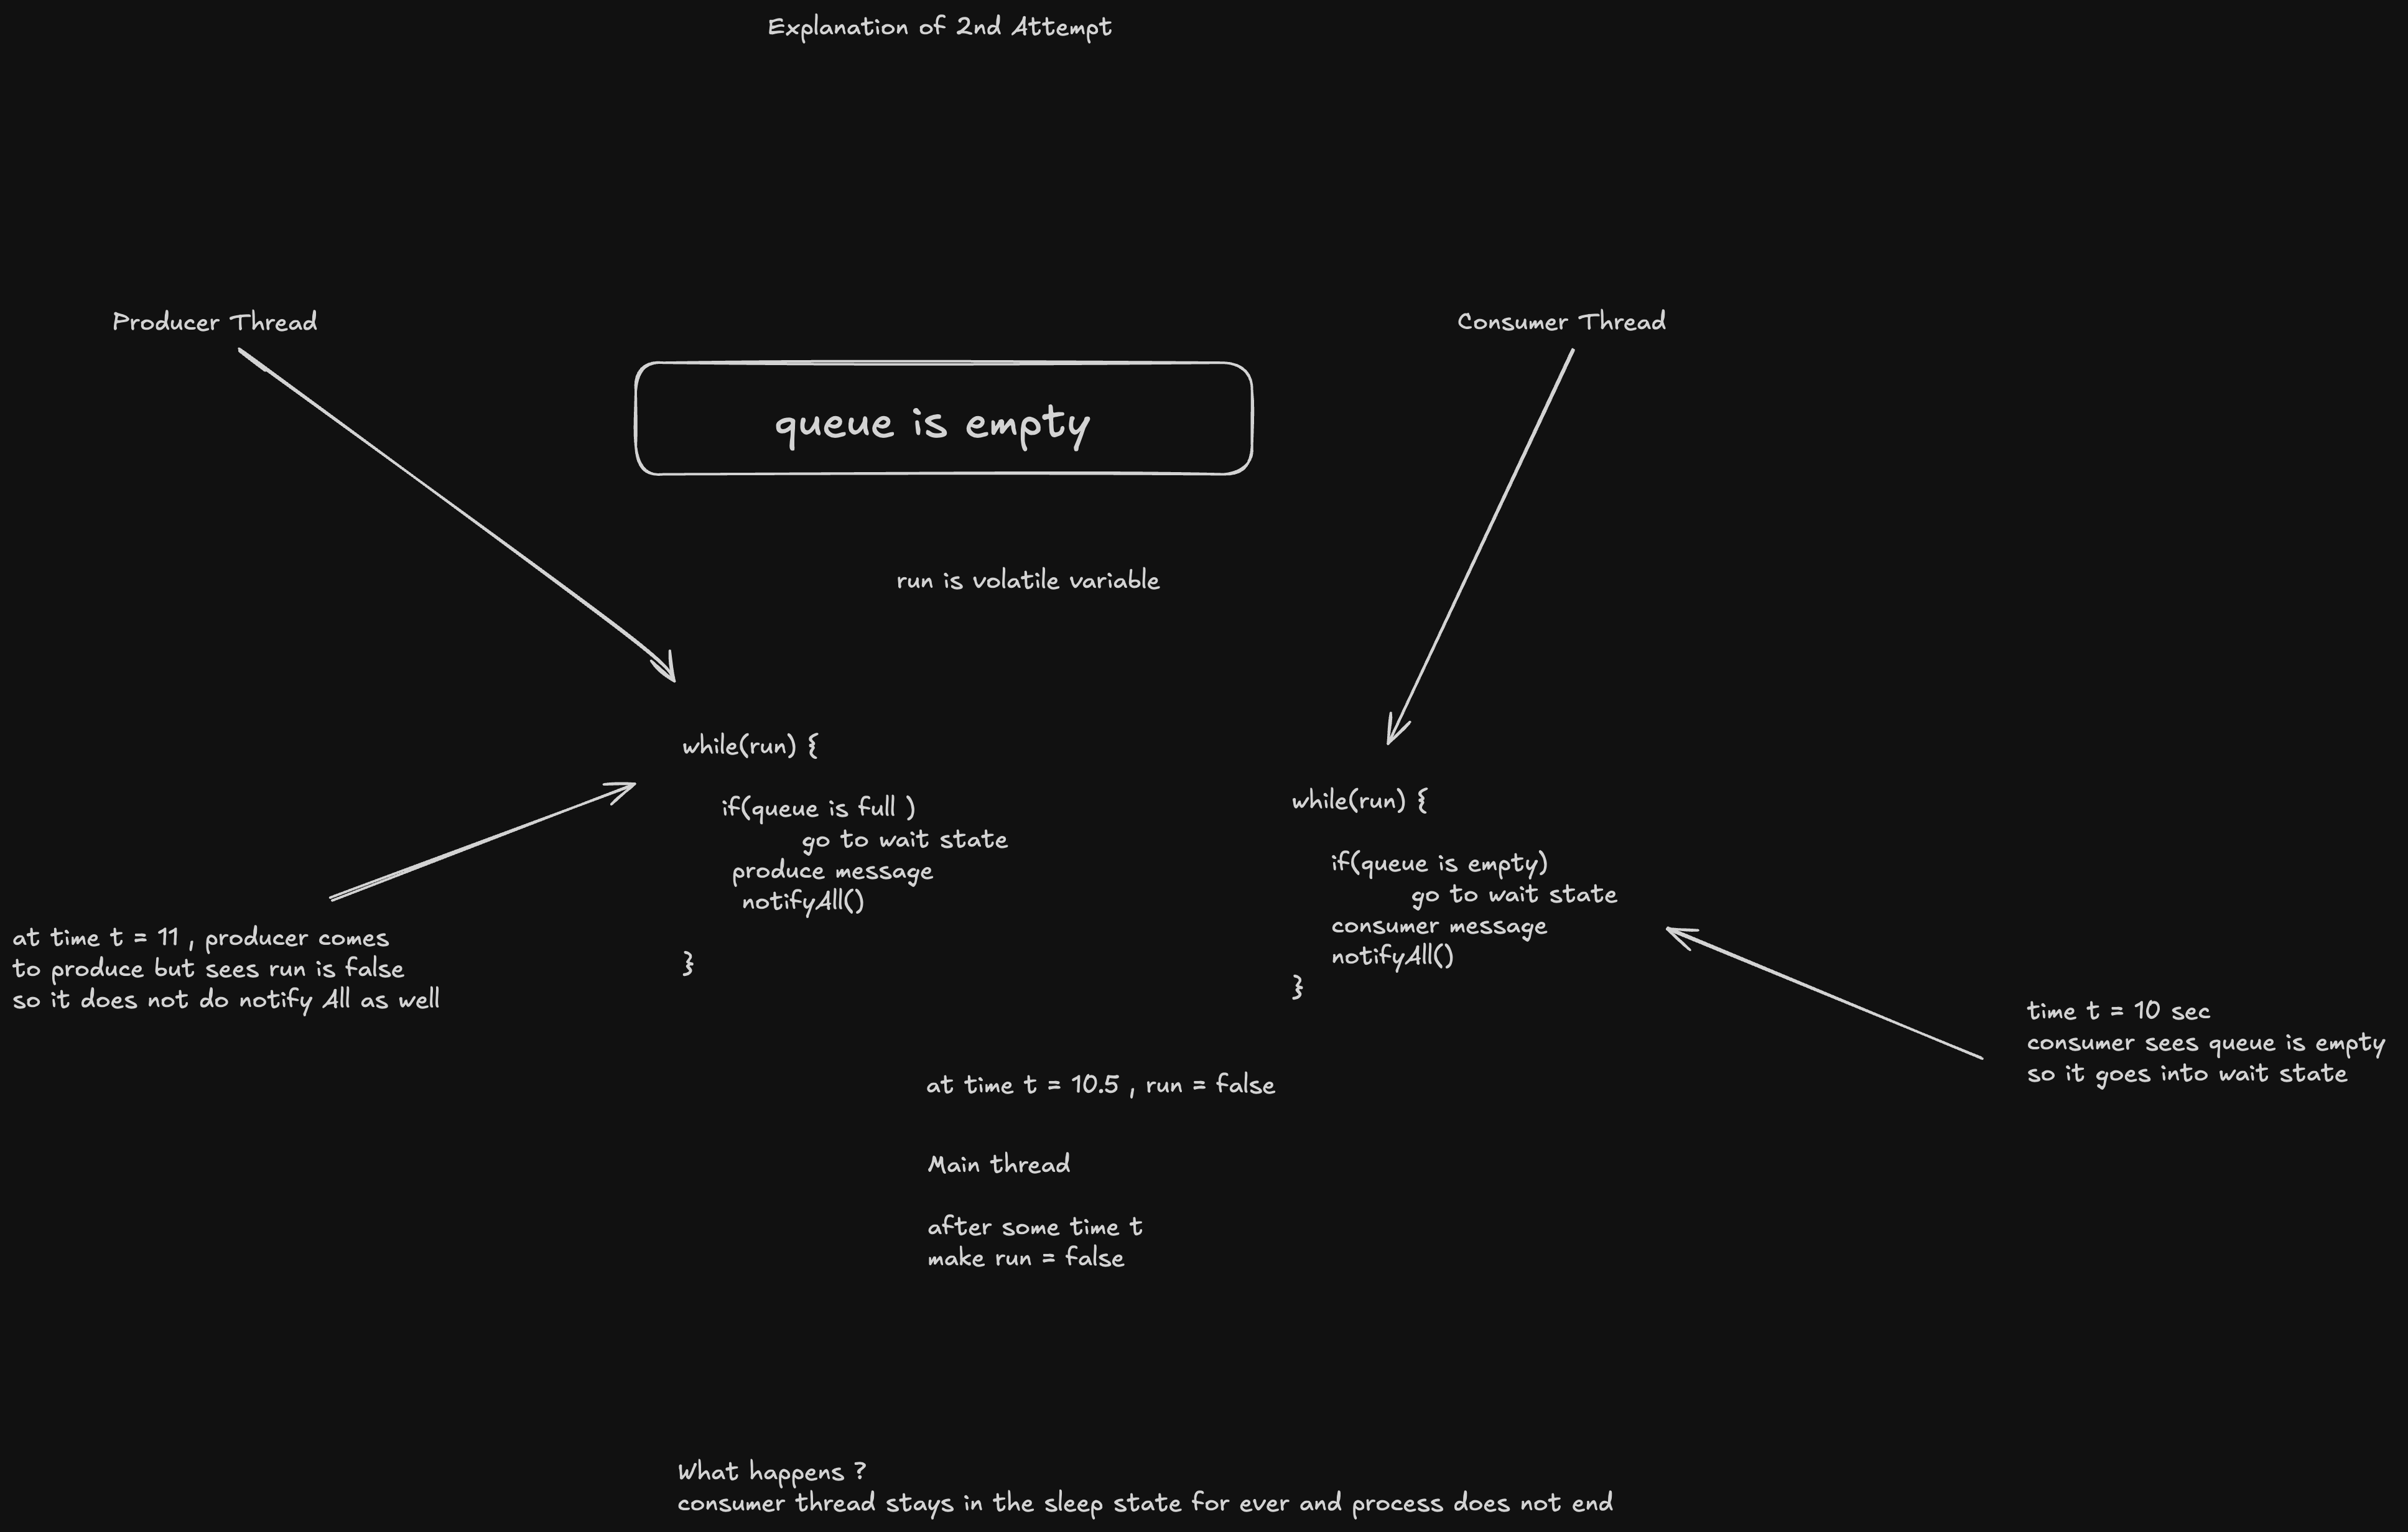 Explanation of 2nd Attempt
Producer Thread
Consumer Thread
queue is empty
run is volatile variable
while(run) {
if(queue is full )
go to wait state
produce message
notifyAll()
}
while(run) {
if(queue is empty)
go to wait state
consumer message
notifyAll()
}
at time t = 11 , producer comes
to produce but sees run is false
so it does not do notify All as well
time t = 10 sec
consumer sees queue is empty
so it goes into wait state
at time t = 10.5 , run = false
Main thread
after some time t
make run = false
What happens ?
consumer thread stays in the sleep state for ever and process does not end